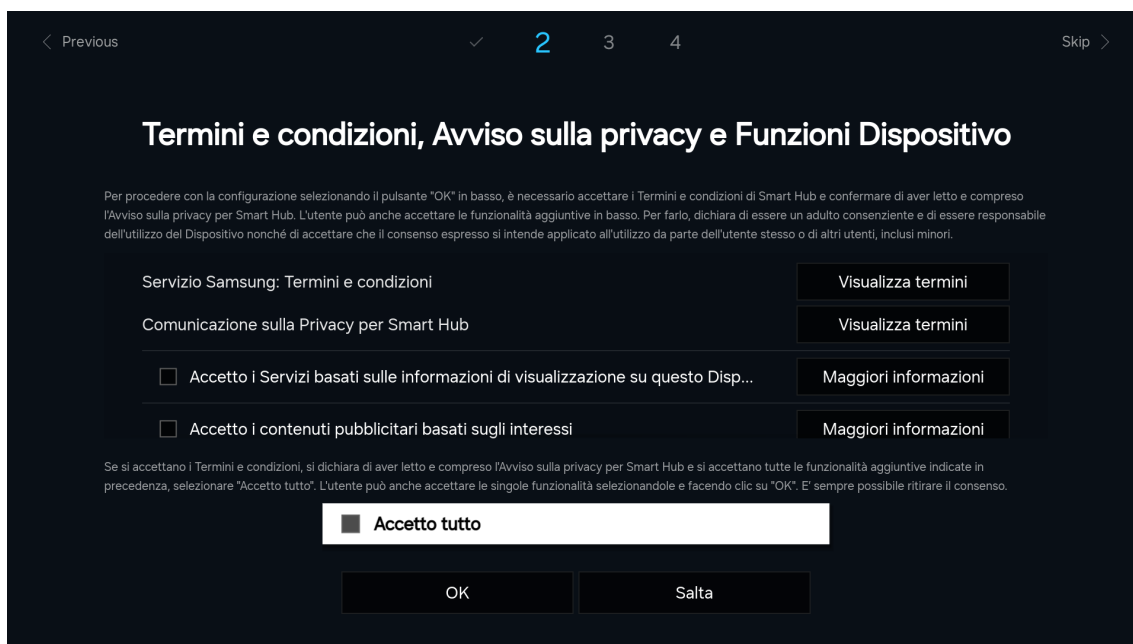 Previous
2
3
4
Skip
Termini e condizioni, Avviso sulla privacy e Funzioni Dispositivo
Per procedere con la configurazione selezionando il pulsante "OK" in basso, è necessario accettare i Termini e condizioni di Smart Hub e confermare di aver letto e compreso
l'Avviso sulla privacy per Smart Hub. L'utente può anche accettare le funzionalità aggiuntive in basso. Per farlo, dichiara di essere un adulto consenziente e di essere responsabile
dell'utilizzo del Dispositivo nonché di accettare che il consenso espresso si intende applicato all'utilizzo da parte dell'utente stesso o di altri utenti, inclusi minori.
Servizio Samsung: Termini e condizioni
Visualizza termini
Comunicazione sulla Privacy per Smart Hub
Visualizza termini
Accetto i Servizi basati sulle informazioni di visualizzazione su questo Disp...
Maggiori informazioni
Accetto i contenuti pubblicitari basati sugli interessi
Maggiori informazioni
Se si accettano i Termini e condizioni, si dichiara di aver letto e compreso l'Avviso sulla privacy per Smart Hub e si accettano tutte le funzionalità aggiuntive indicate in
precedenza, selezionare "Accetto tutto". L'utente può anche accettare le singole funzionalità selezionandole e facendo clic su "OK". E' sempre possibile ritirare il consenso.
Accetto tutto
OK
Salta